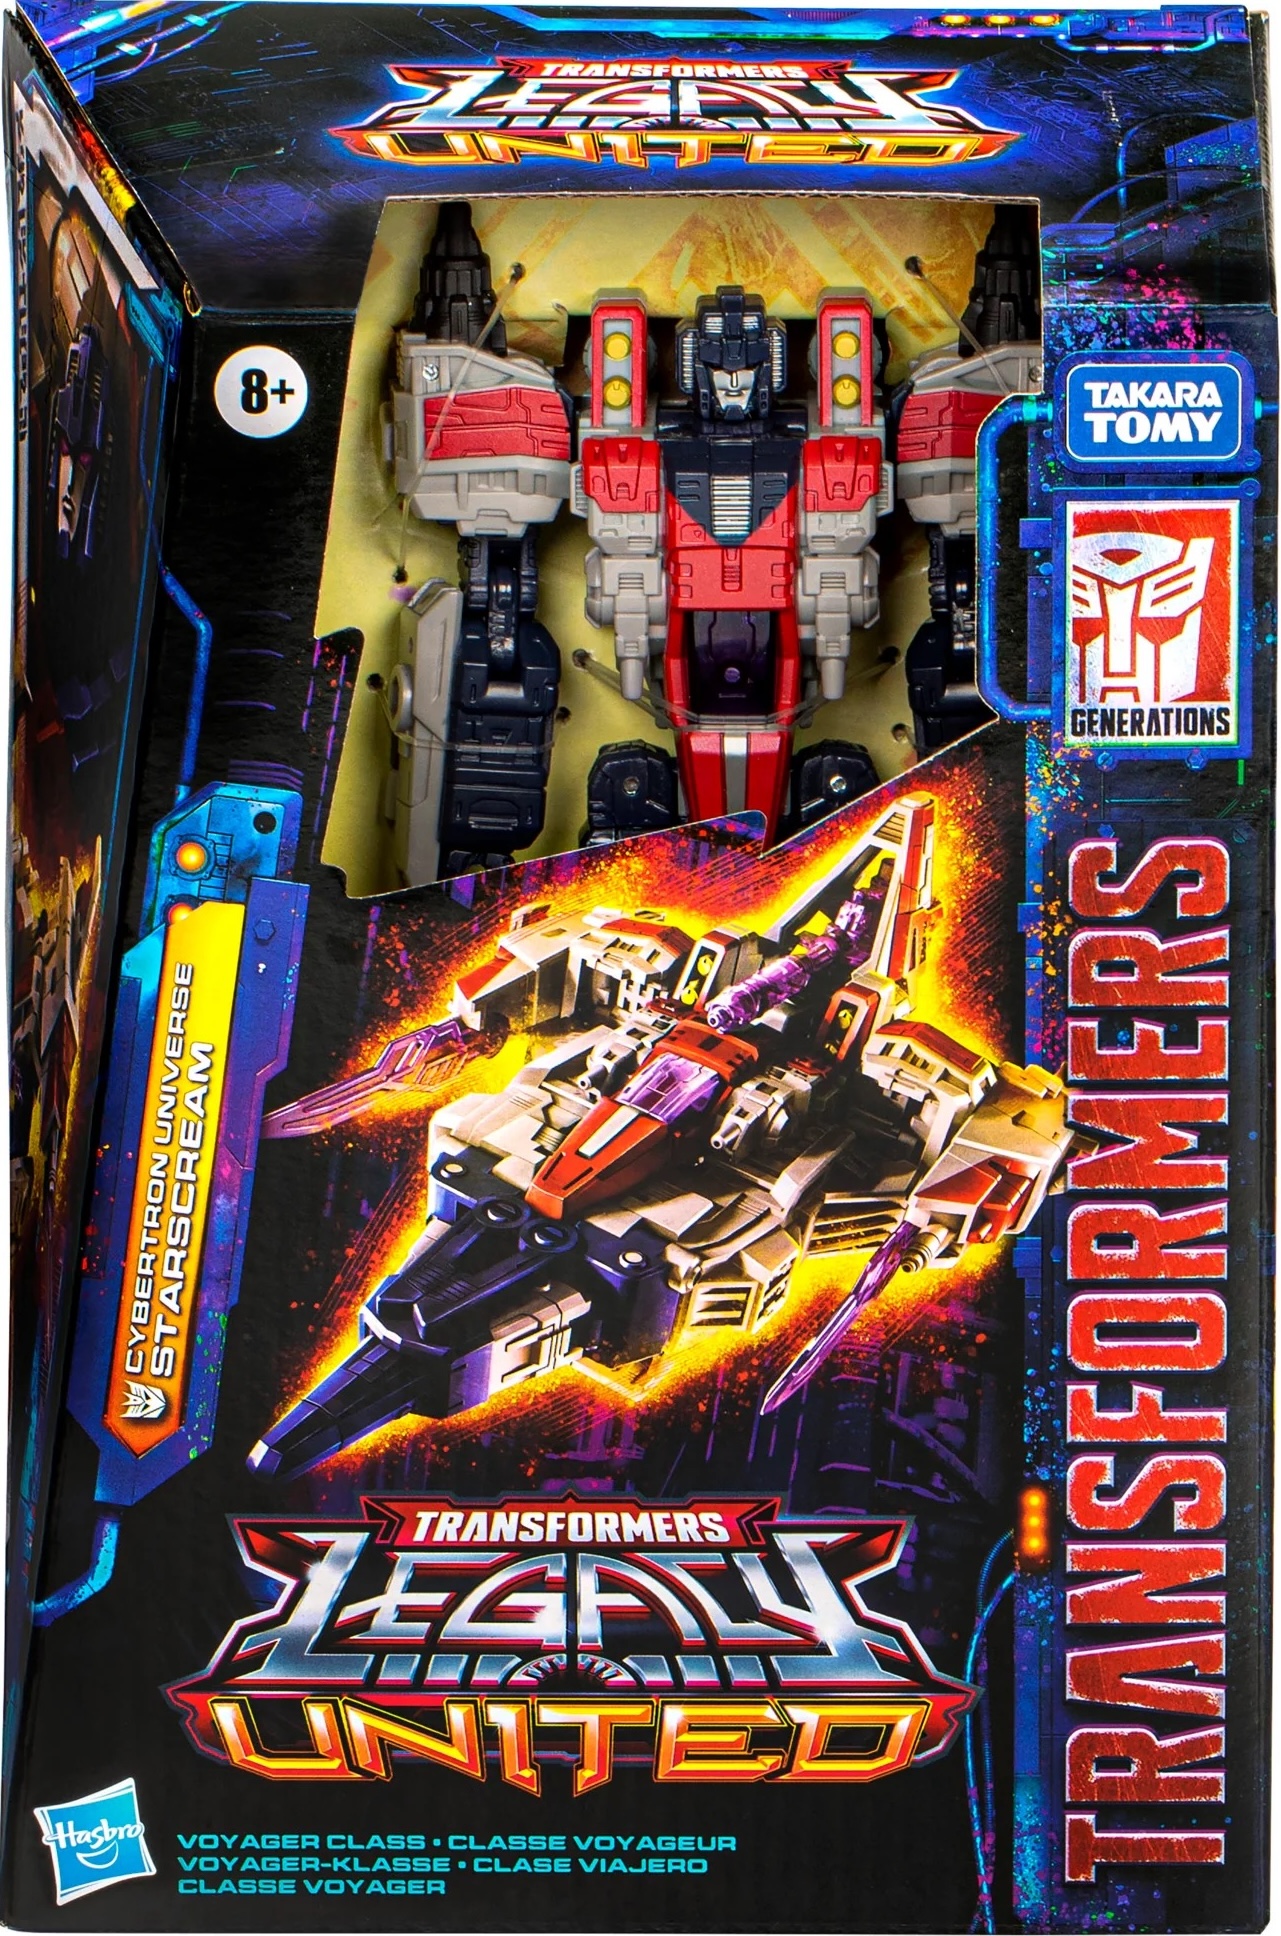 TRANSFORMERS
LEGACY
UNITED
8+
TAKARA
TOMY
GENERATIONS
TRANSFORMERS
CYBERTRON UNIVERSE
STARSCREAM
TRANSFORMERS
LEGACY
UNITED
Hasbro
VOYAGER CLASS • CLASSE VOYAGEUR
VOYAGER-KLASSE • CLASE VIAJERO
CLASSE VOYAGER